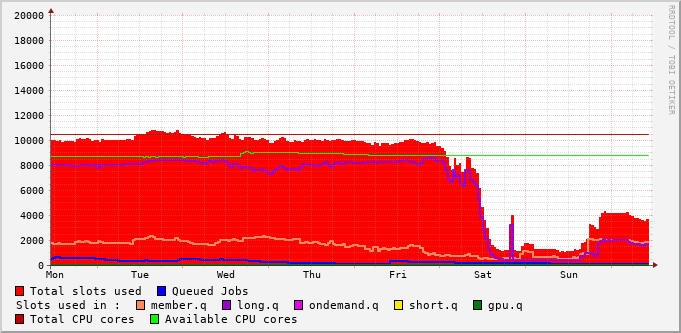 20000
18000
16000
14000
12000
10000
8000
6000
4000
2000
0
Mon Tue Wed Thu Fri Sat Sun
Total slots used Queued Jobs
Slots used in : member.q long.q ondemand.q short.q gpu.q
Total CPU cores Available CPU cores
RRDTOOL / TOBI OETIKER